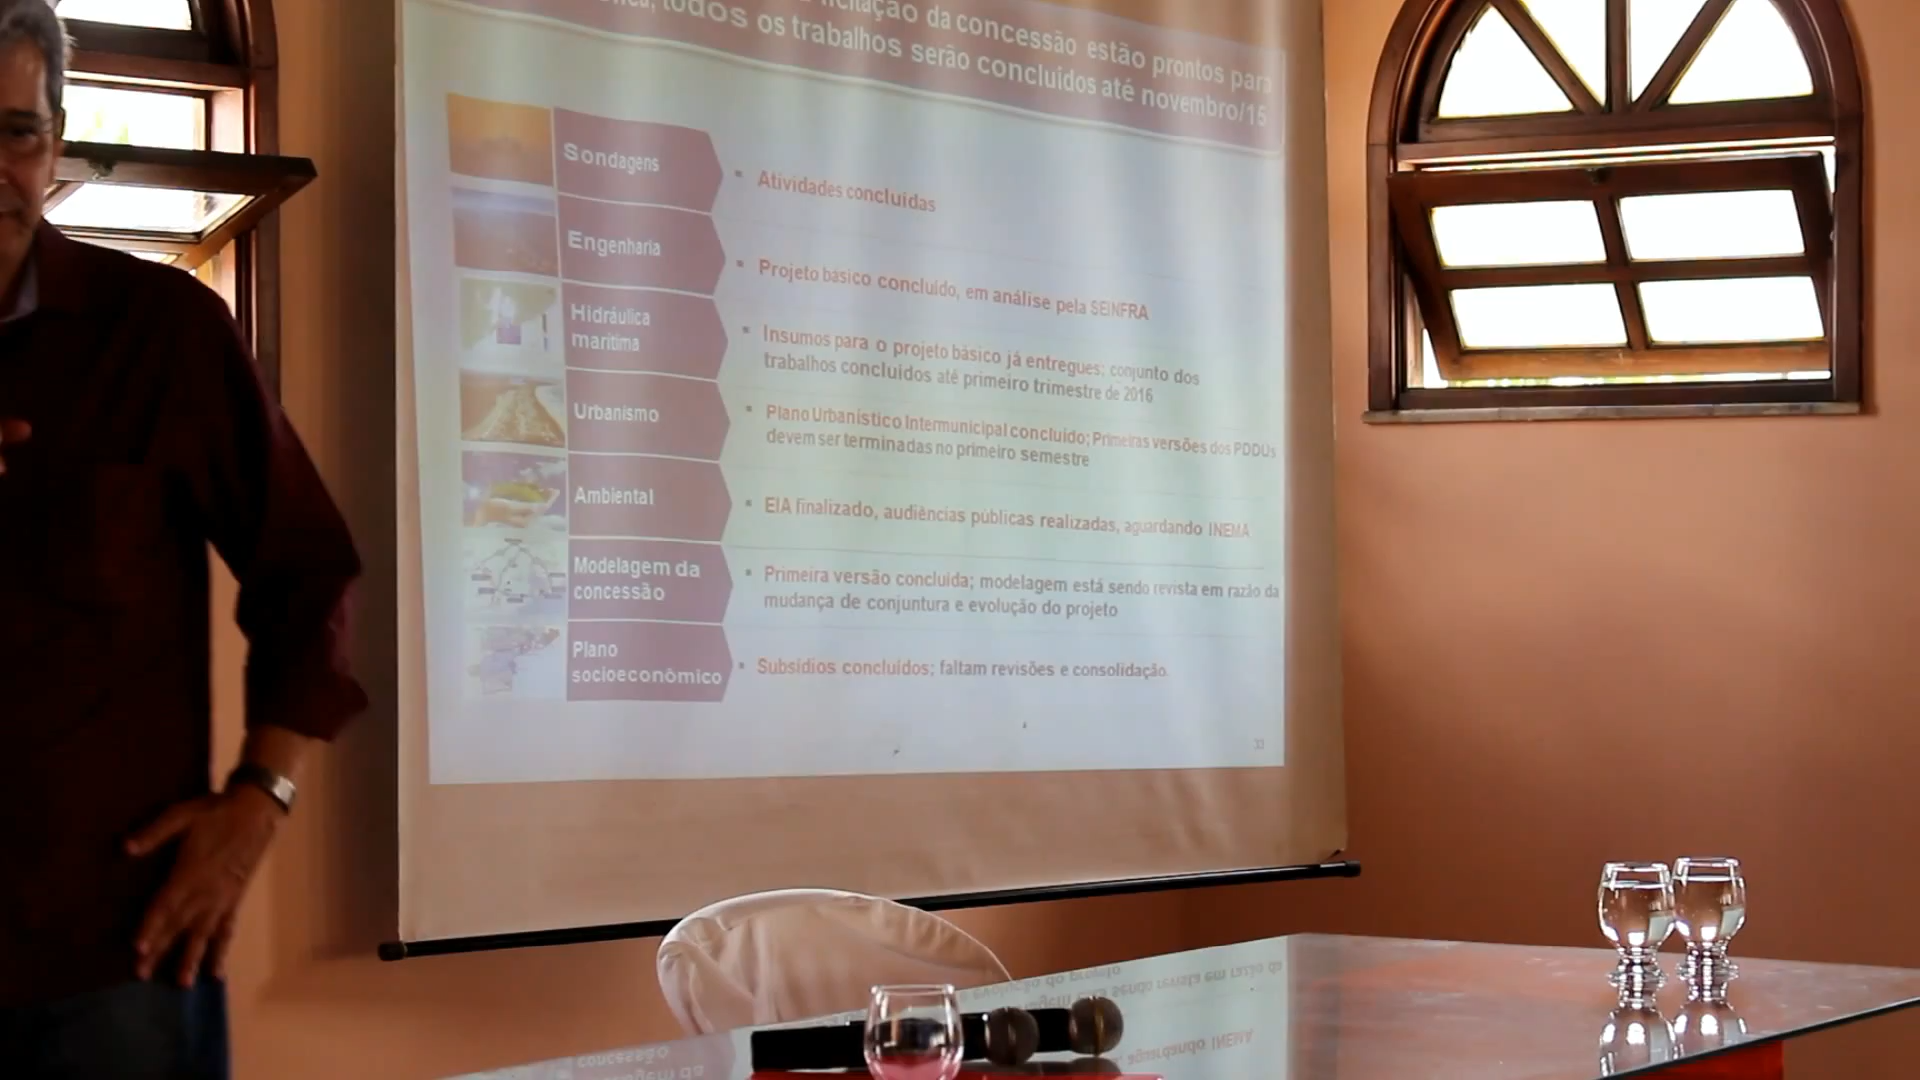 da concessão estão prontos para
todos os trabalhos serão concluídos até novembro/15
Sondagens
Atividades concluídas
Engenharia
Projeto básico concluído, em análise pela SEINFRA
Hidráulica
marítima
Insumos para o projeto básico já entregues; conjunto dos
trabalhos concluídos até primeiro trimestre de 2016
Urbanismo
Plano Urbanístico Intermunicipal concluído; Primeiras versões dos PDDUs
devem ser terminadas no primeiro semestre
Ambiental
EIA finalizado, audiências públicas realizadas, aguardando INEMA
Modelagem da
concessão
Primeira versão concluída; modelagem está sendo revista em razão da
mudança de conjuntura e evolução do projeto
Plano
socioeconômico
Subsídios concluídos; faltam revisões e consolidação.